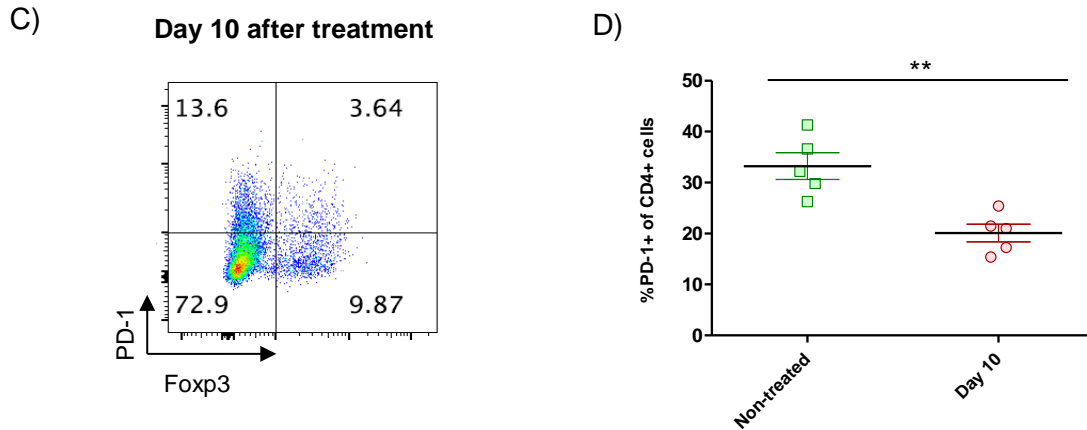 C)
Day 10 after treatment
13.6 3.64
72.9 9.87
PD-1
Foxp3
D)
**
%PD-1+ of CD4+ cells
50
40
30
20
10
0
Non-treated
Day 10